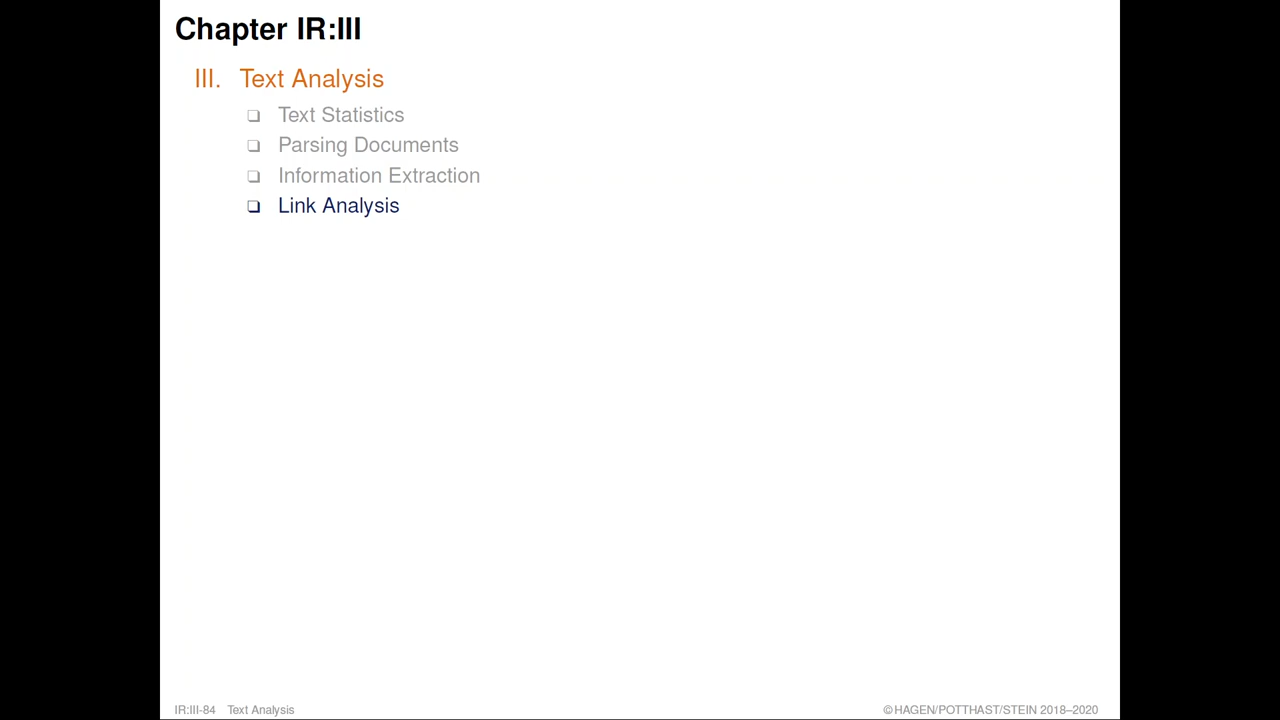 Chapter IR:III
III. Text Analysis
❑ Text Statistics
❑ Parsing Documents
❑ Information Extraction
❑ Link Analysis
IR:III-84 Text Analysis
©HAGEN/POTTHAST/STEIN 2018–2020